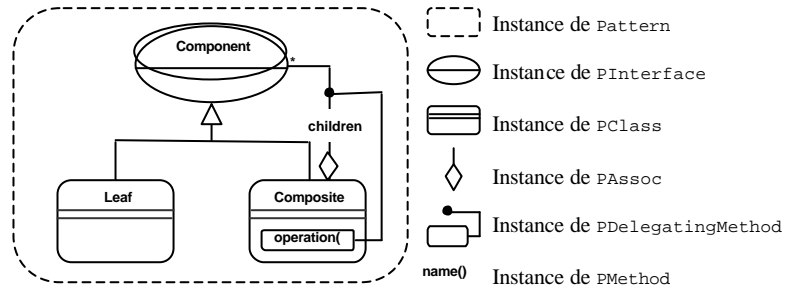 Component
*
children
Leaf
Composite
operation(
Instance de Pattern
Instance de PInterface
Instance de PClass
Instance de PAssoc
Instance de PDelegatingMethod
name() Instance de PMethod